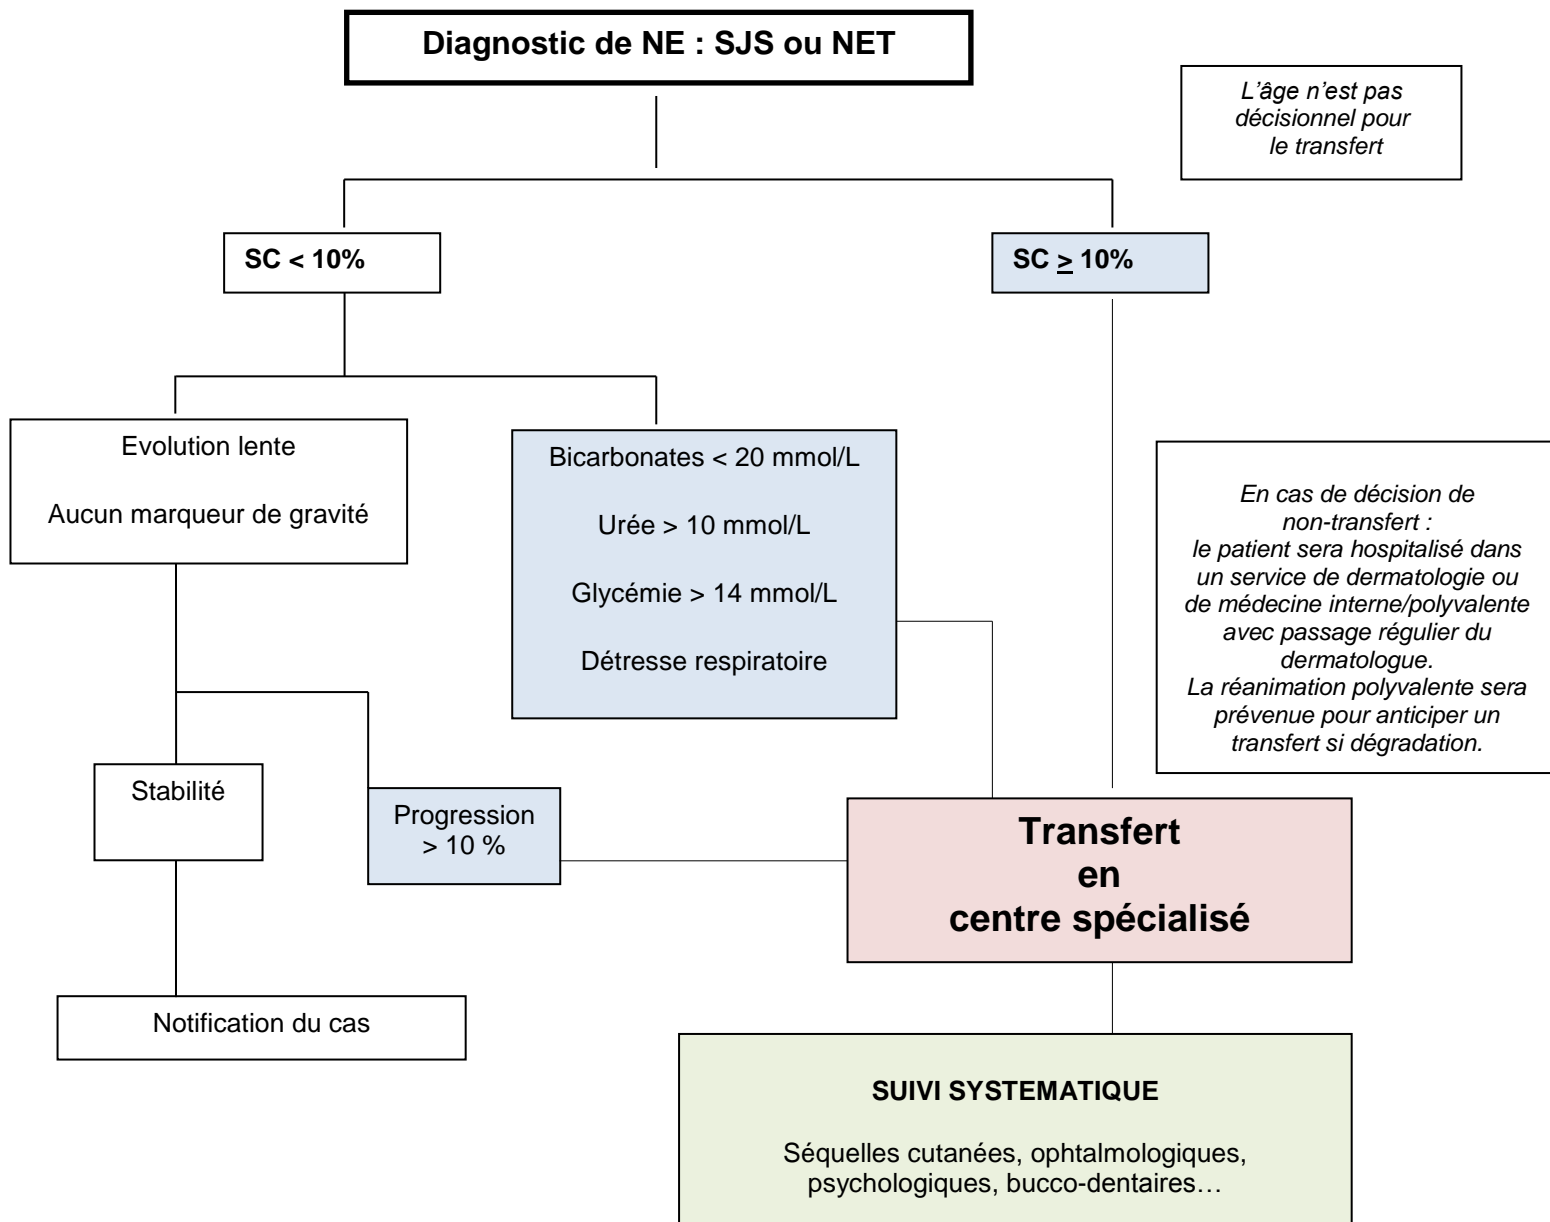 Diagnostic de NE : SJS ou NET
L'âge n'est pas
décisionnel pour
le transfert
SC < 10%
SC ≥ 10%
Evolution lente
Aucun marqueur de gravité
Bicarbonates < 20 mmol/L
Urée > 10 mmol/L
Glycémie > 14 mmol/L
Détresse respiratoire
En cas de décision de
non-transfert :
le patient sera hospitalisé dans
un service de dermatologie ou
de médecine interne/polyvalente
avec passage régulier du
dermatologue.
La réanimation polyvalente sera
prévenue pour anticiper un
transfert si dégradation.
Stabilité
Progression
> 10 %
Transfert
en
centre spécialisé
Notification du cas
SUIVI SYSTEMATIQUE
Séquelles cutanées, ophtalmologiques,
psychologiques, bucco-dentaires…